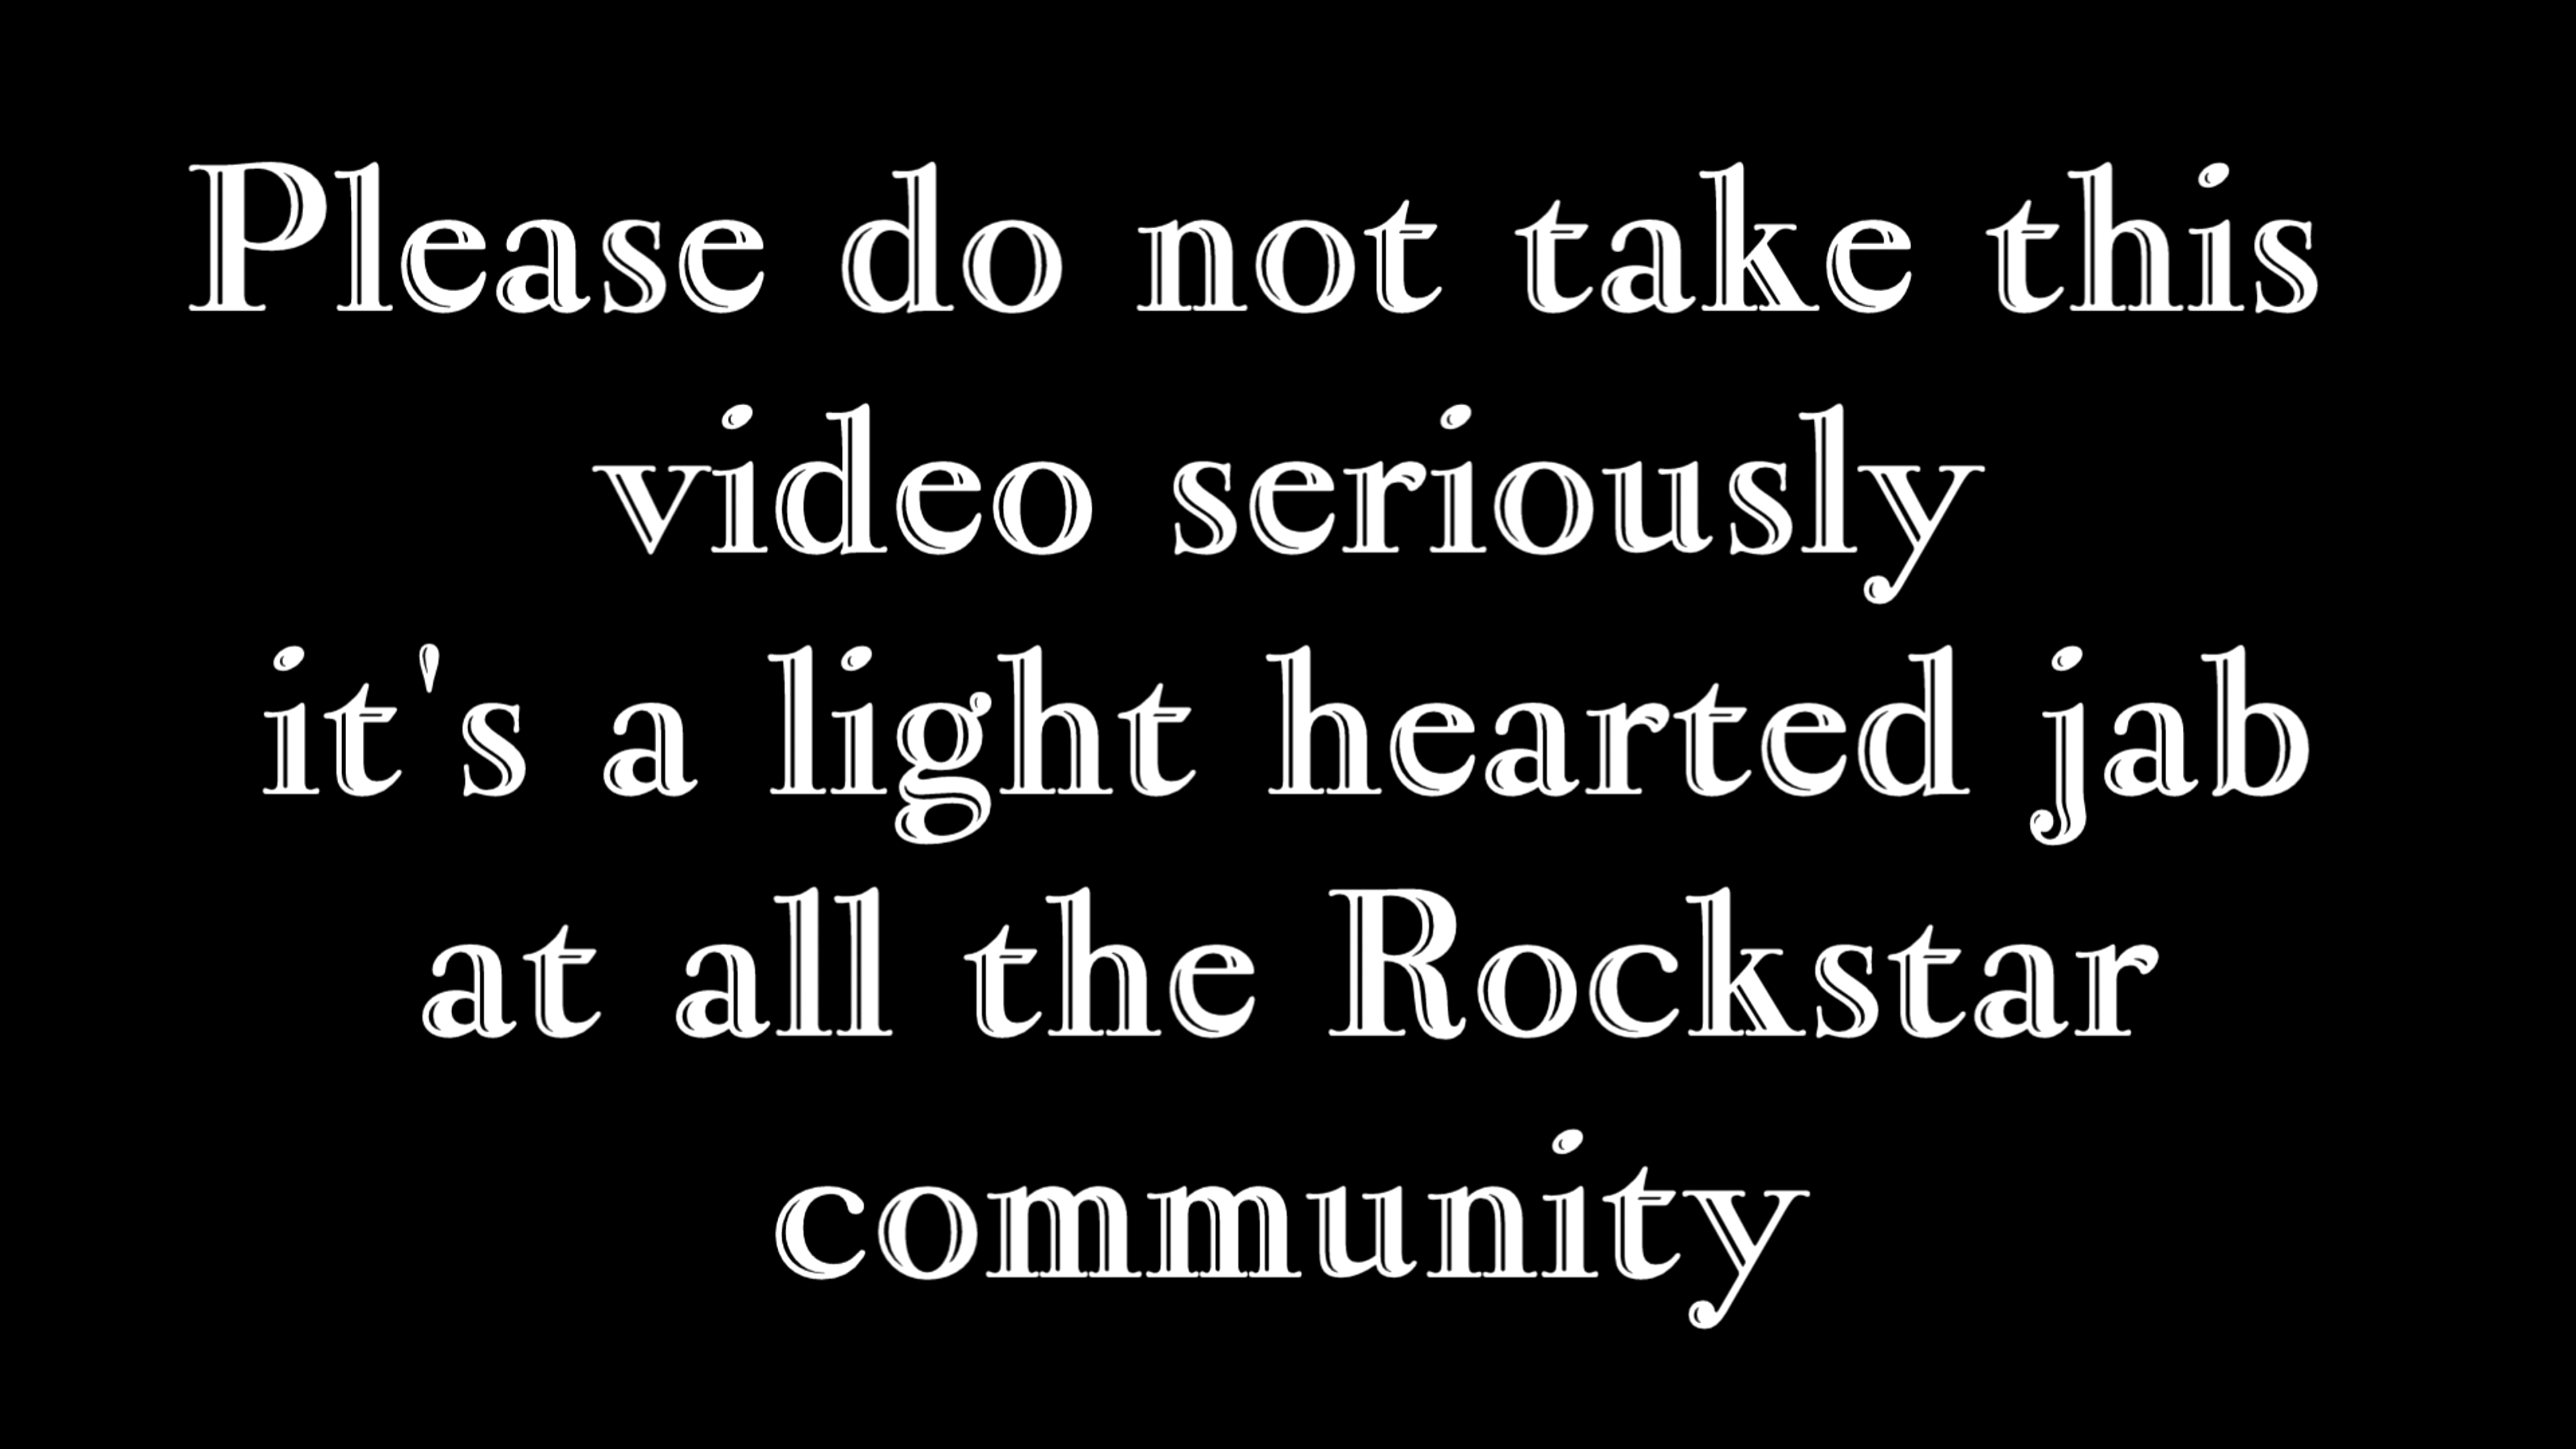 Please do not take this
video seriously
it's a light hearted jab
at all the Rockstar
community